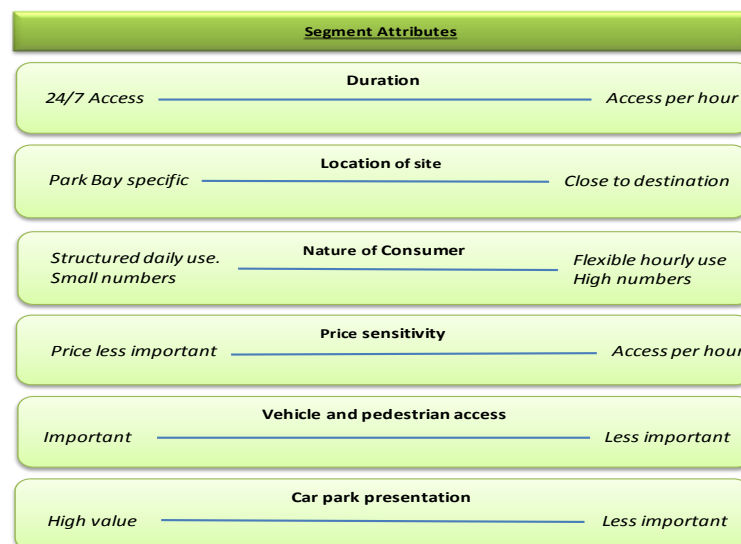 Segment Attributes
Duration
24/7 Access
Access per hour
Location of site
Park Bay specific
Close to destination
Nature of Consumer
Structured daily use.
Small numbers
Flexible hourly use
High numbers
Price sensitivity
Price less important
Access per hour
Vehicle and pedestrian access
Important
Less important
Car park presentation
High value
Less important